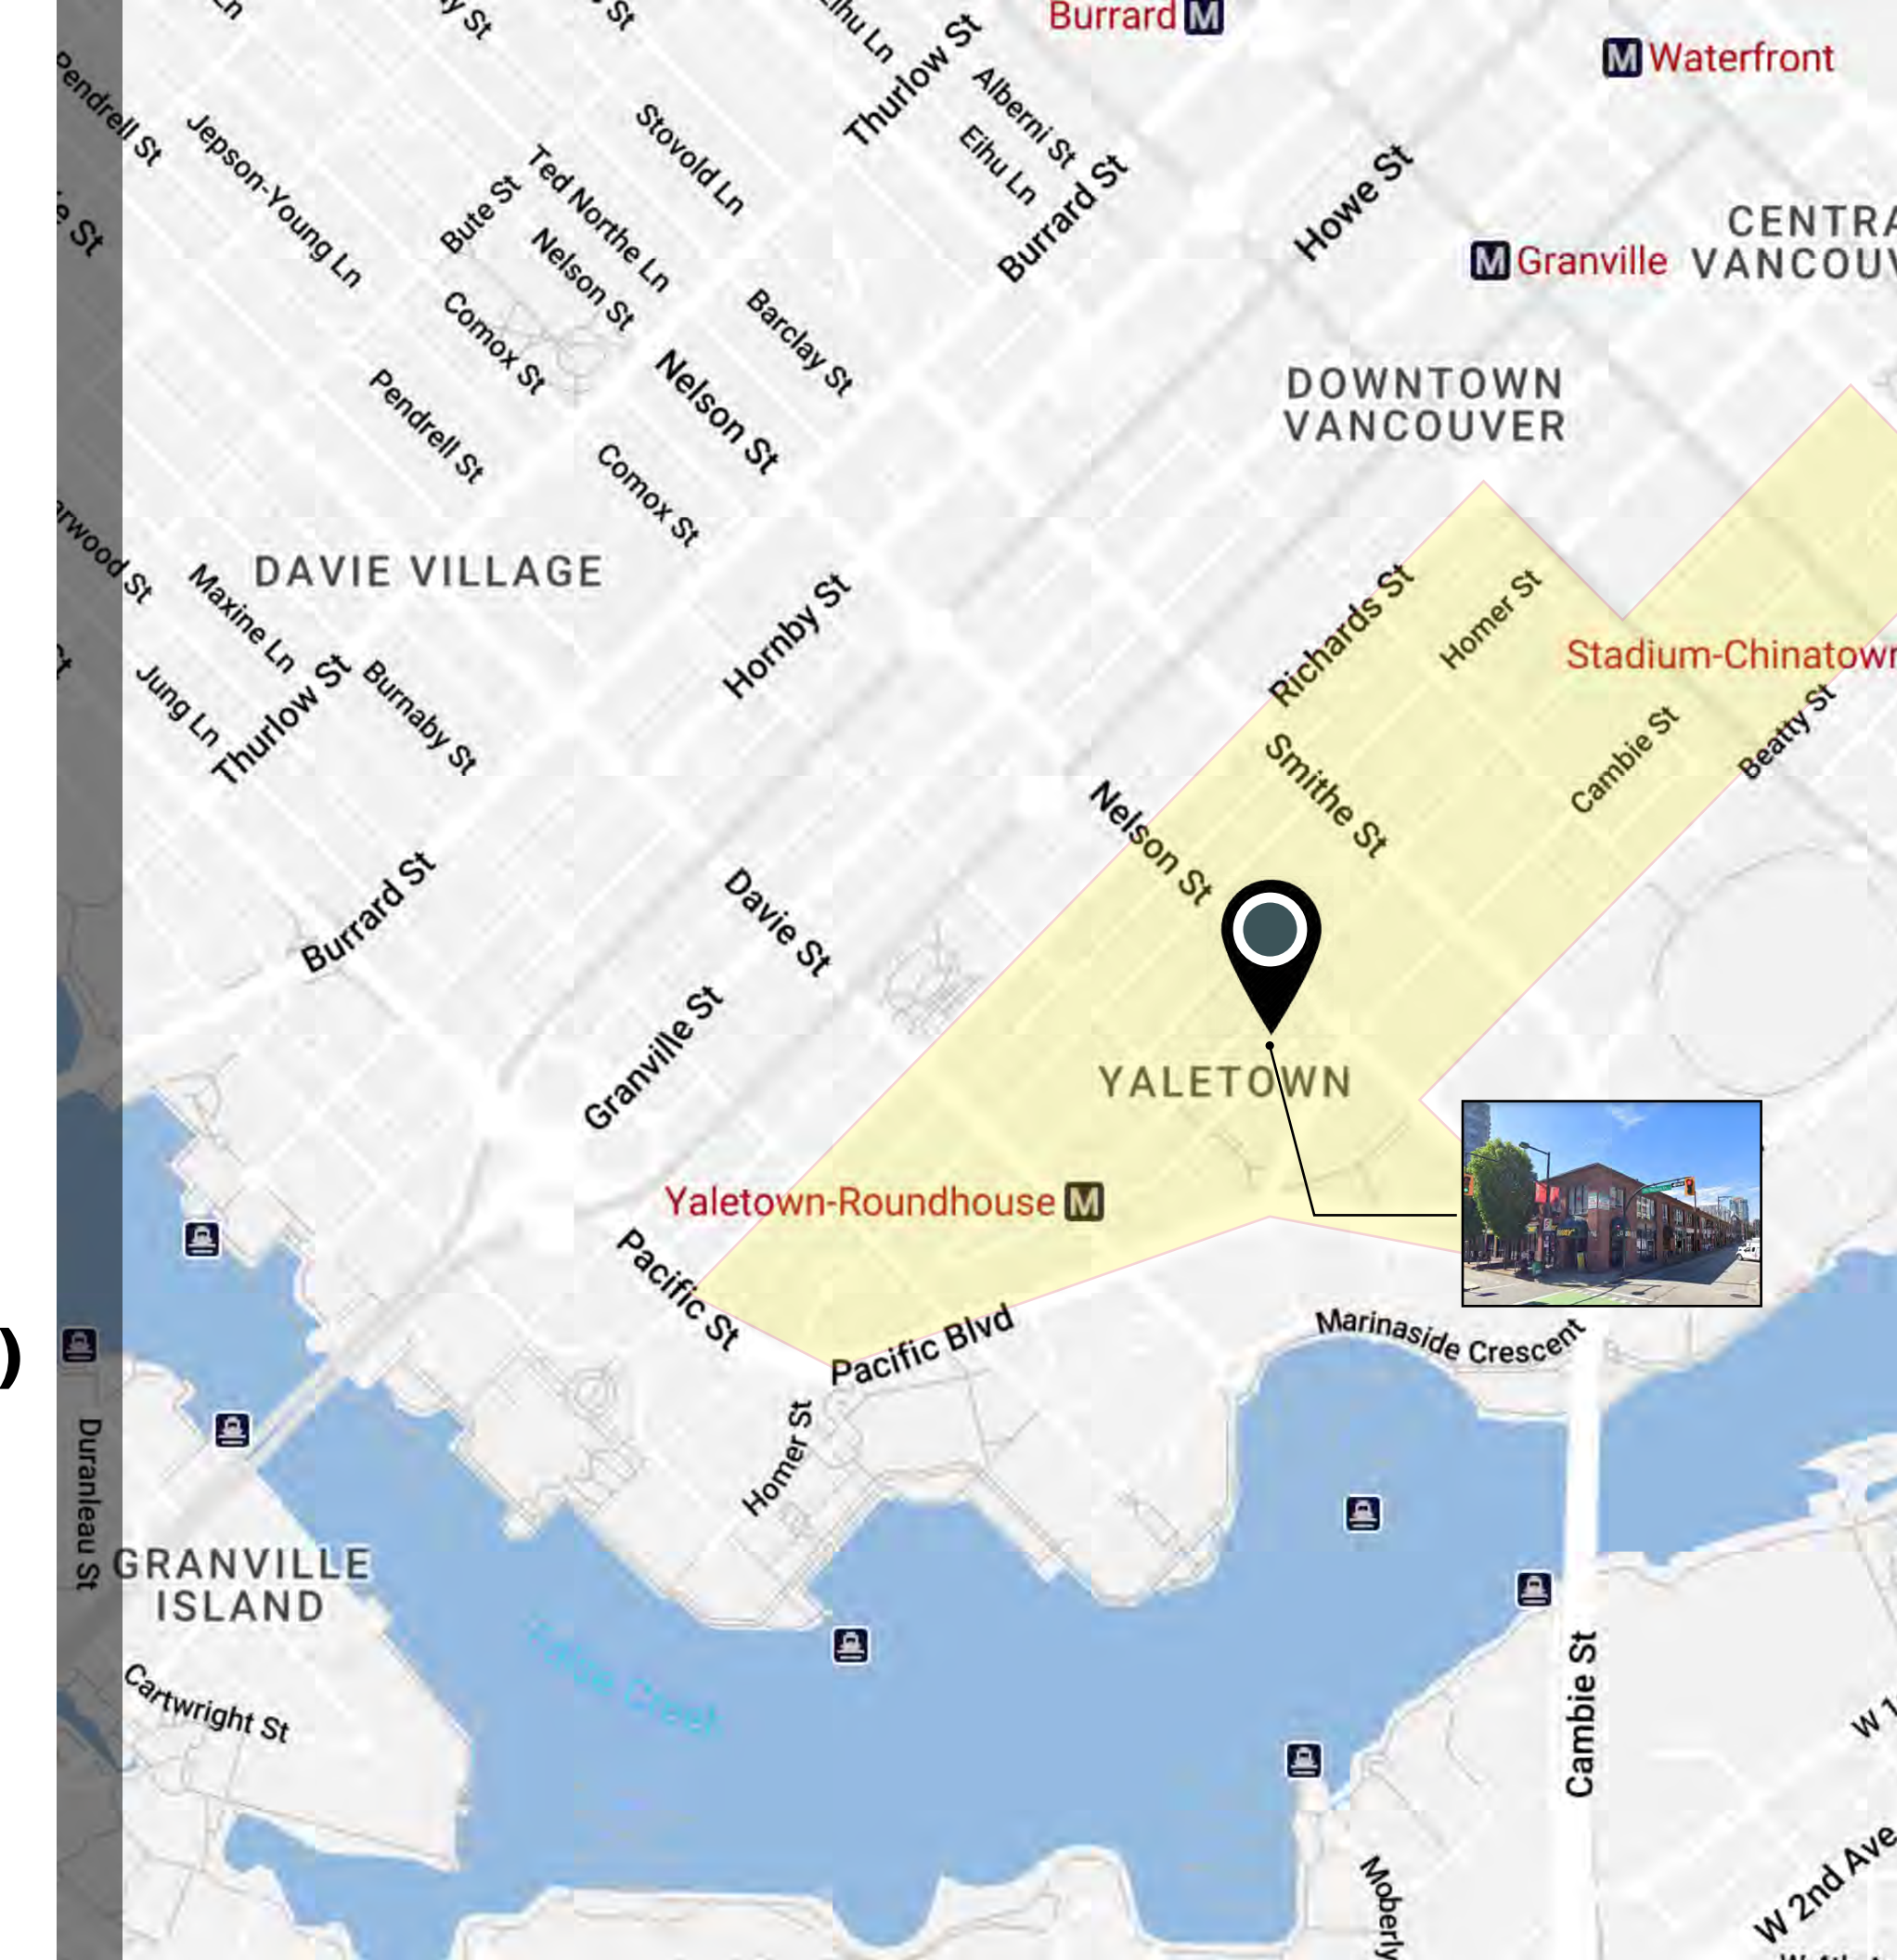 Burrard M
M Waterfront
Thurlow St
Alberni St
Eihu Ln
Pendrell St
Jepson-Young Ln
Stovold Ln
Ted Northe Ln
Bute St
Nelson St
Burrard St
Howe St
CENTRA
VANCOUV
M Granville
Comox St
Barclay St
Nelson St
Pendrell St
DOWNTOWN
VANCOUVER
Comox St
DAVIE VILLAGE
Maxine Ln
Hornby St
Richards St
Homer St
Stadium-Chinatown
Jung Ln
Thurlow St
Burnaby St
Smithe St
Cambie St
Beatty St
Nelson St
Burrard St
Davie St
Granville St
YALETOWN
Yaletown-Roundhouse M
Pacific St
Pacific Blvd
Marinaside Crescent
)
Homer St
Duranleau St
GRANVILLE
ISLAND
False Creek
Cartwright St
Cambie St
W 1
W 2nd Ave
Moberly